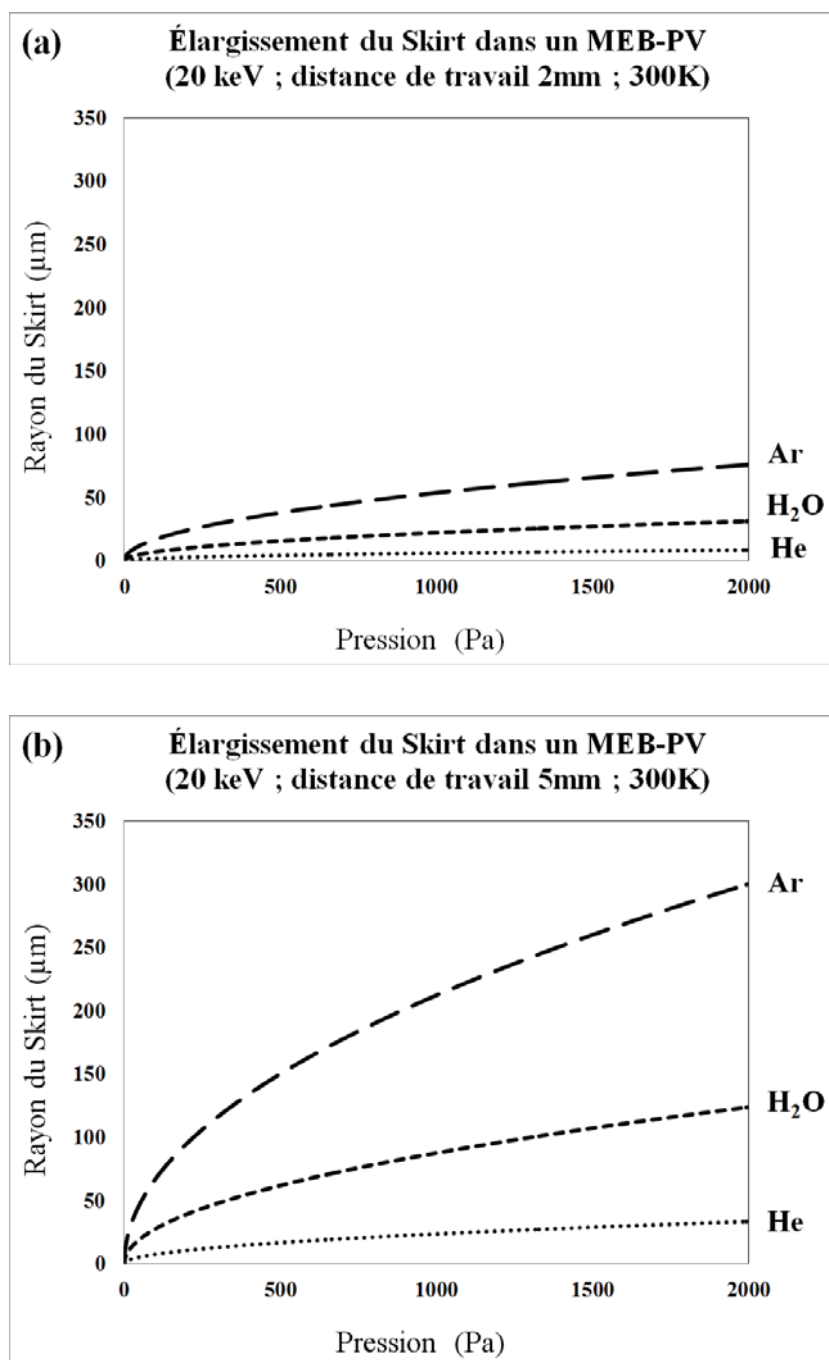 (a)
Élargissement du Skirt dans un MEB-PV
(20 keV ; distance de travail 2mm ; 300K)
350
300
250
200
150
100
50
0
Rayon du Skirt (µm)
Ar
H₂O
He
0 500 1000 1500 2000
Pression (Pa)
(b)
Élargissement du Skirt dans un MEB-PV
(20 keV ; distance de travail 5mm ; 300K)
350
300
250
200
150
100
50
0
Rayon du Skirt (µm)
Ar
H₂O
He
0 500 1000 1500 2000
Pression (Pa)